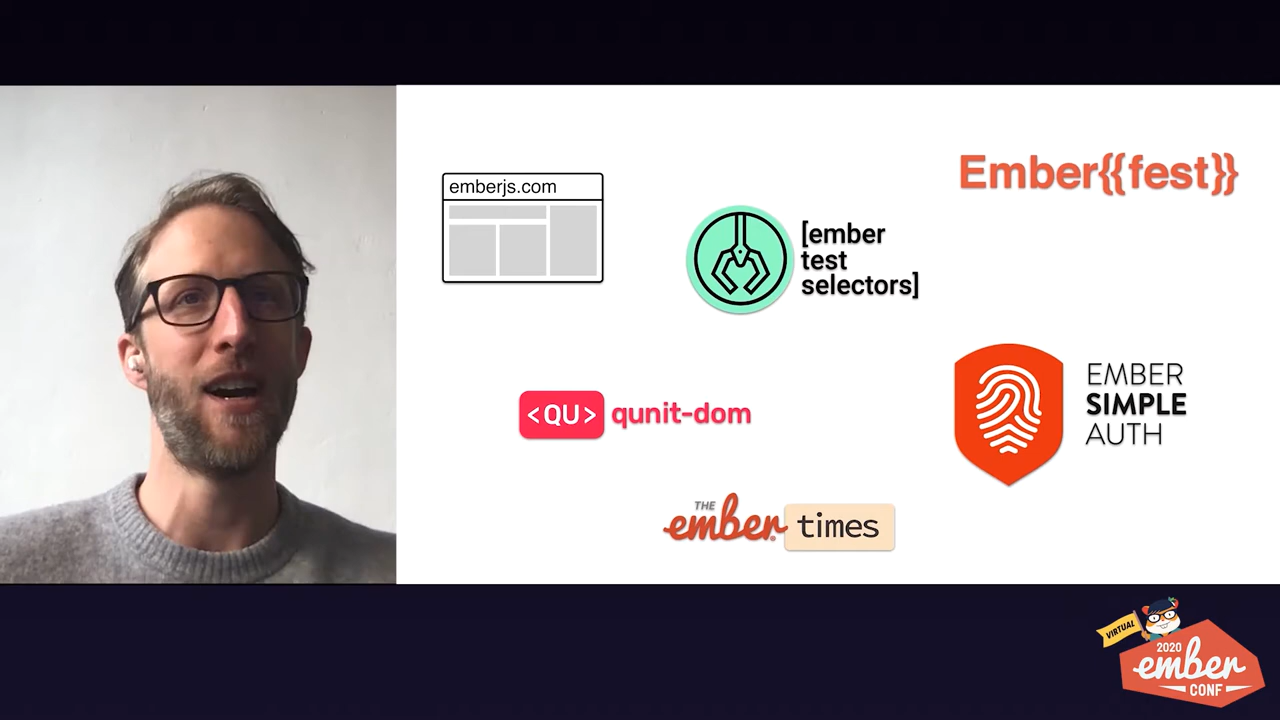 emberjs.com
Ember{{fest}}
[ember
test
selectors]
EMBER
SIMPLE
AUTH
<QU> qunit-dom
THE
ember times
VIRTUAL
2020
ember
CONF